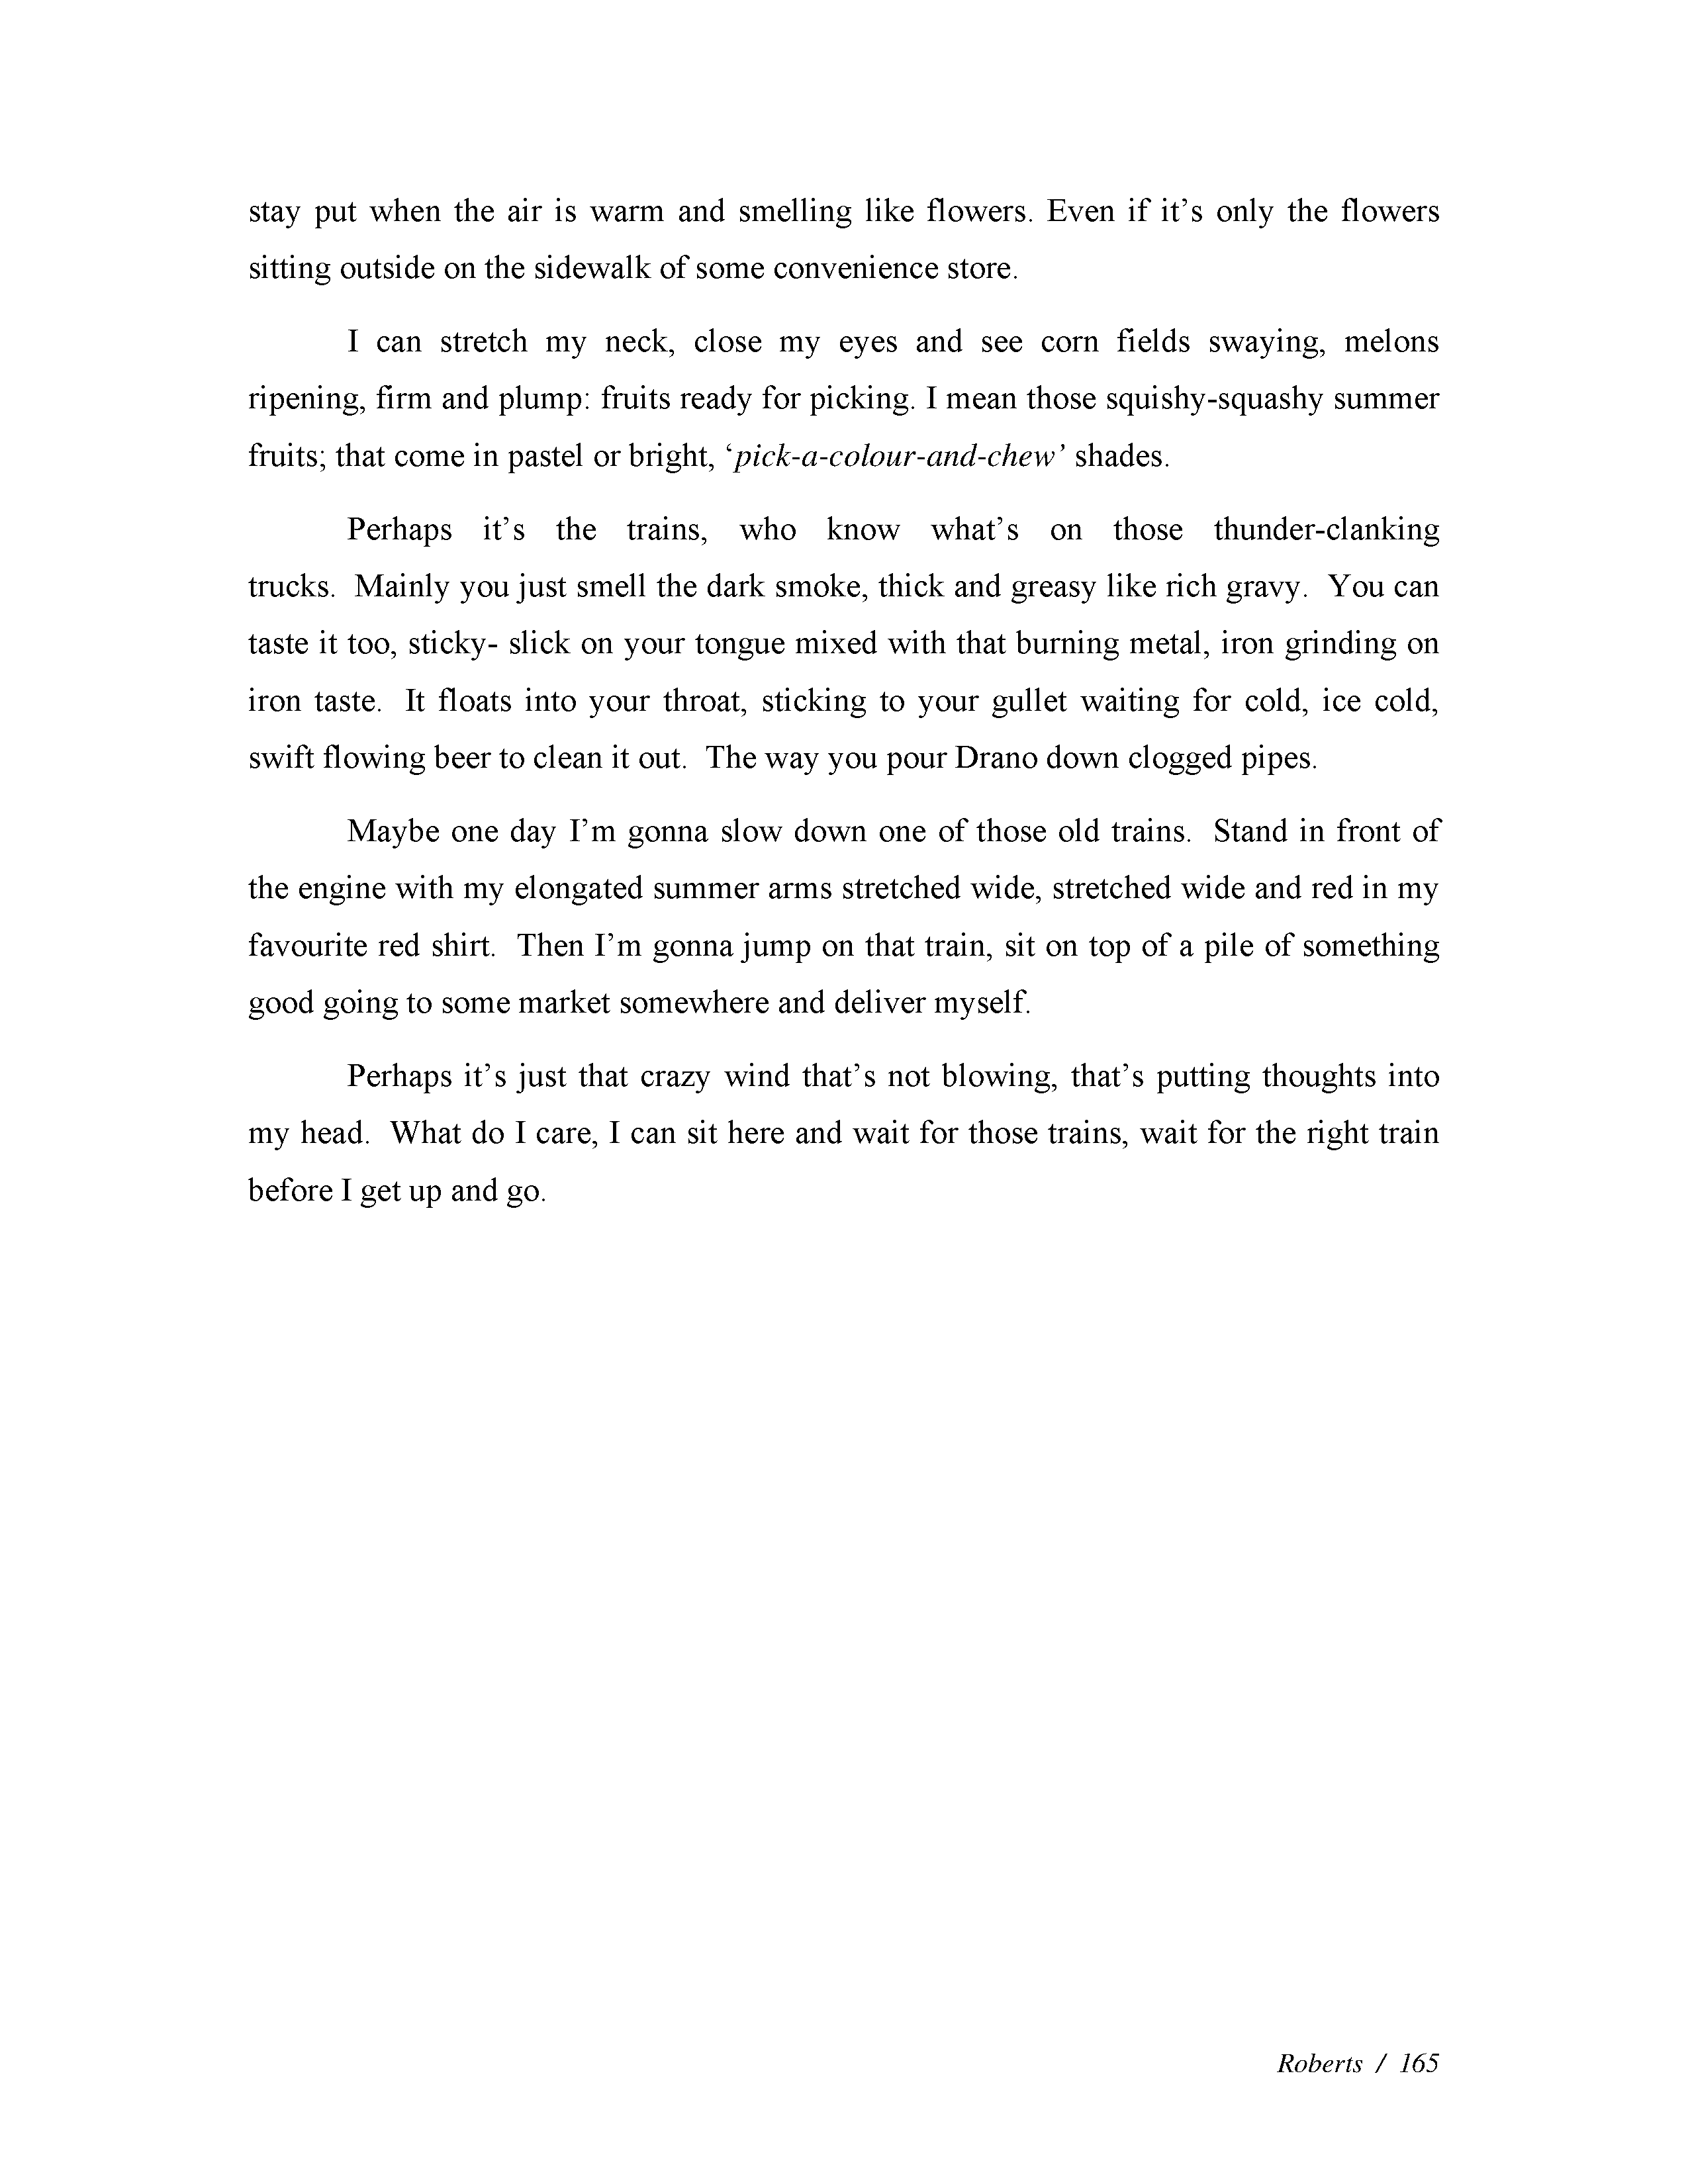 stay put when the air is warm and smelling like flowers. Even if it’s only the flowers
sitting outside on the sidewalk of some convenience store.
I can stretch my neck, close my eyes and see corn fields swaying, melons
ripening, firm and plump: fruits ready for picking. I mean those squishy-squashy summer
fruits; that come in pastel or bright, ‘pick-a-colour-and-chew’ shades.
Perhaps it’s the trains, who know what’s on those thunder-clanking
trucks.  Mainly you just smell the dark smoke, thick and greasy like rich gravy.  You can
taste it too, sticky- slick on your tongue mixed with that burning metal, iron grinding on
iron taste.  It floats into your throat, sticking to your gullet waiting for cold, ice cold,
swift flowing beer to clean it out.  The way you pour Drano down clogged pipes.
Maybe one day I’m gonna slow down one of those old trains.  Stand in front of
the engine with my elongated summer arms stretched wide, stretched wide and red in my
favourite red shirt.  Then I’m gonna jump on that train, sit on top of a pile of something
good going to some market somewhere and deliver myself.
Perhaps it’s just that crazy wind that’s not blowing, that’s putting thoughts into
my head.  What do I care, I can sit here and wait for those trains, wait for the right train
before I get up and go.
Roberts / 165